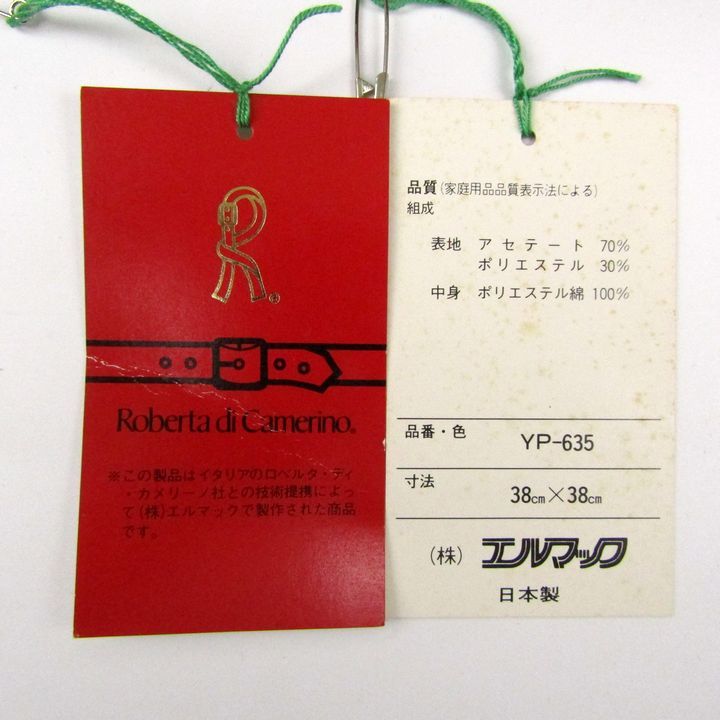 R®
Roberta di Camerino®
※この製品はイタリアのロベルタ・ディ
・カメリーノ社との技術提携によっ
て(株)エルマックで製作された商品
です。
品質(家庭用品品質表示法による)
組成
表地 アセテート 70%
ポリエステル 30%
中身 ポリエステル綿 100%
品番・色 YP-635
寸法 38cm×38cm
(株) エルマック
日本製